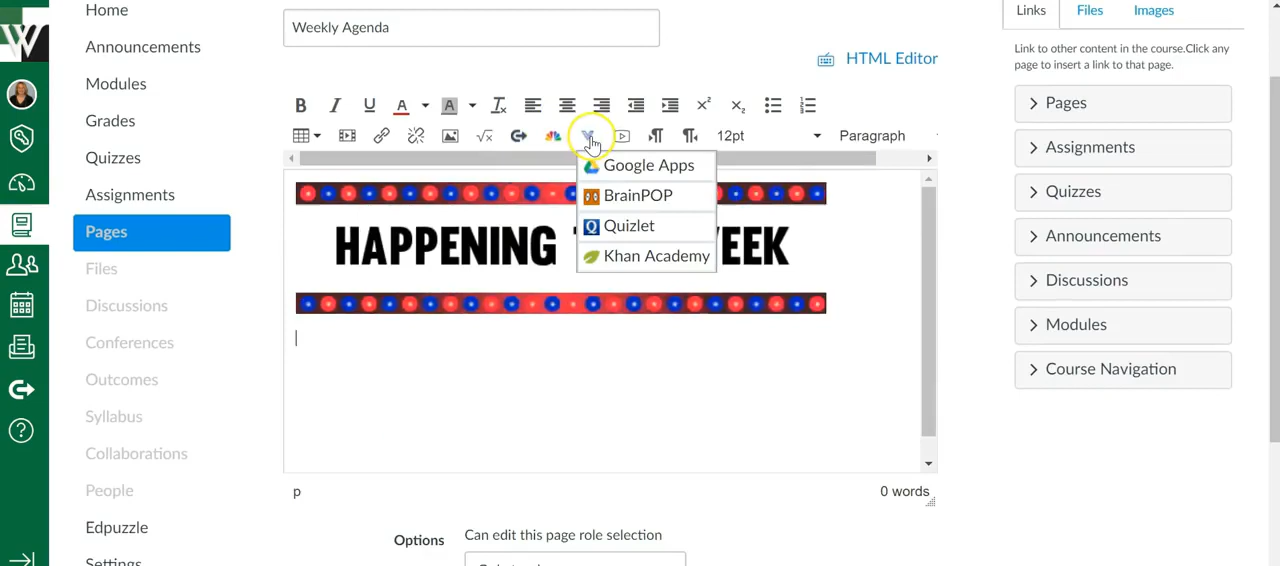 W
Home
Announcements
Modules
Grades
Quizzes
Assignments
Pages
Files
Discussions
Conferences
Outcomes
Syllabus
Collaborations
People
Edpuzzle
Settings
Weekly Agenda
HTML Editor
B I U A A
12pt Paragraph
Google Apps
BrainPOP
Quizlet
Khan Academy
HAPPENING T WEEK
p
0 words
Options
Can edit this page role selection
Links Files Images
Link to other content in the course.Click any
page to insert a link to that page.
Pages
Assignments
Quizzes
Announcements
Discussions
Modules
Course Navigation